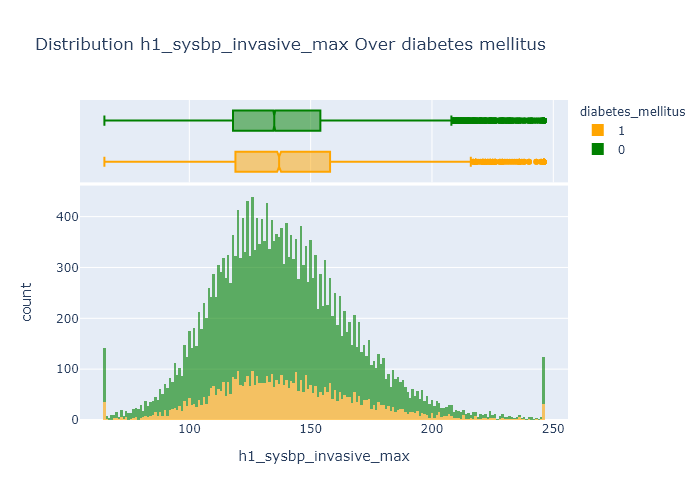 Distribution h1_sysbp_invasive_max Over diabetes mellitus
diabetes_mellitus
1
0
400
300
200
100
0
count
100
150
200
250
h1_sysbp_invasive_max